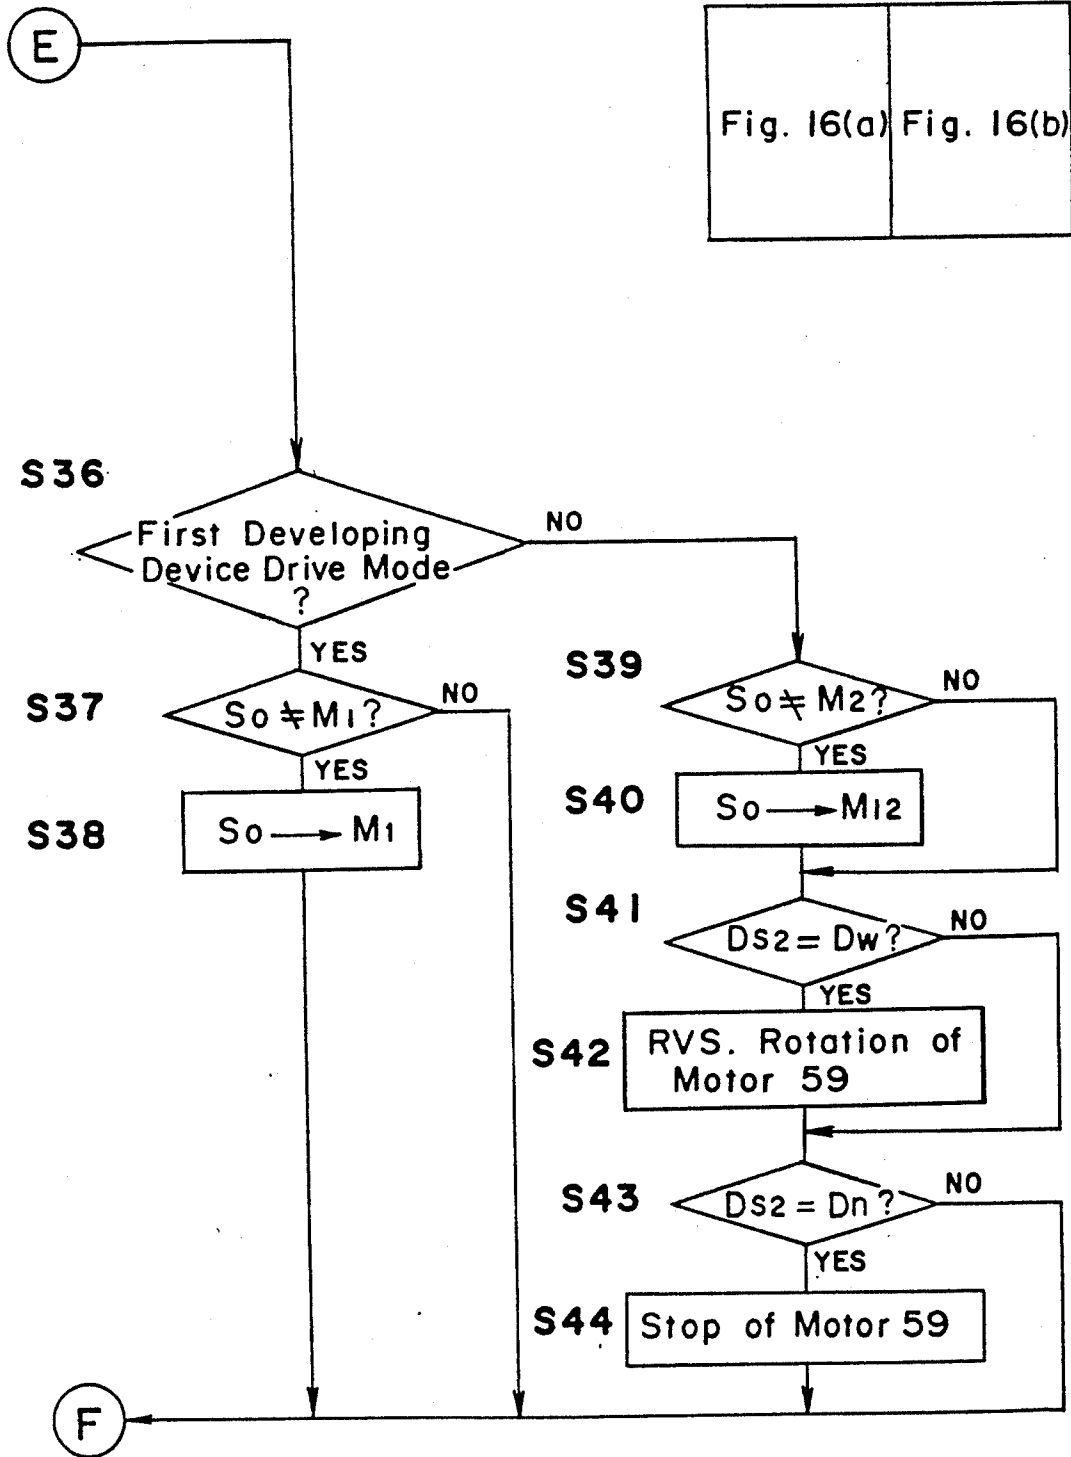 E
Fig. 16(a) Fig. 16(b)
S36
First Developing
Device Drive Mode
?
NO
YES
S37
So ≠ M1?
NO
YES
S38
So → M1
S39
So ≠ M2?
NO
YES
S40
So → M12
S41
Ds2 = Dw?
NO
YES
S42
RVS. Rotation of
Motor 59
S43
Ds2 = Dn?
NO
YES
S44
Stop of Motor 59
F